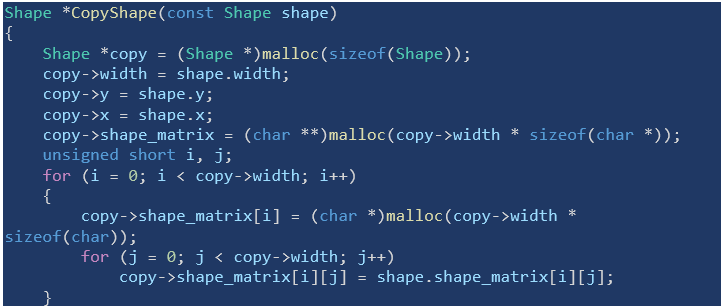 Shape *CopyShape(const Shape shape)
{
    Shape *copy = (Shape *)malloc(sizeof(Shape));
    copy->width = shape.width;
    copy->y = shape.y;
    copy->x = shape.x;
    copy->shape_matrix = (char **)malloc(copy->width * sizeof(char *));
    unsigned short i, j;
    for (i = 0; i < copy->width; i++)
    {
        copy->shape_matrix[i] = (char *)malloc(copy->width *
sizeof(char));
        for (j = 0; j < copy->width; j++)
            copy->shape_matrix[i][j] = shape.shape_matrix[i][j];
    }